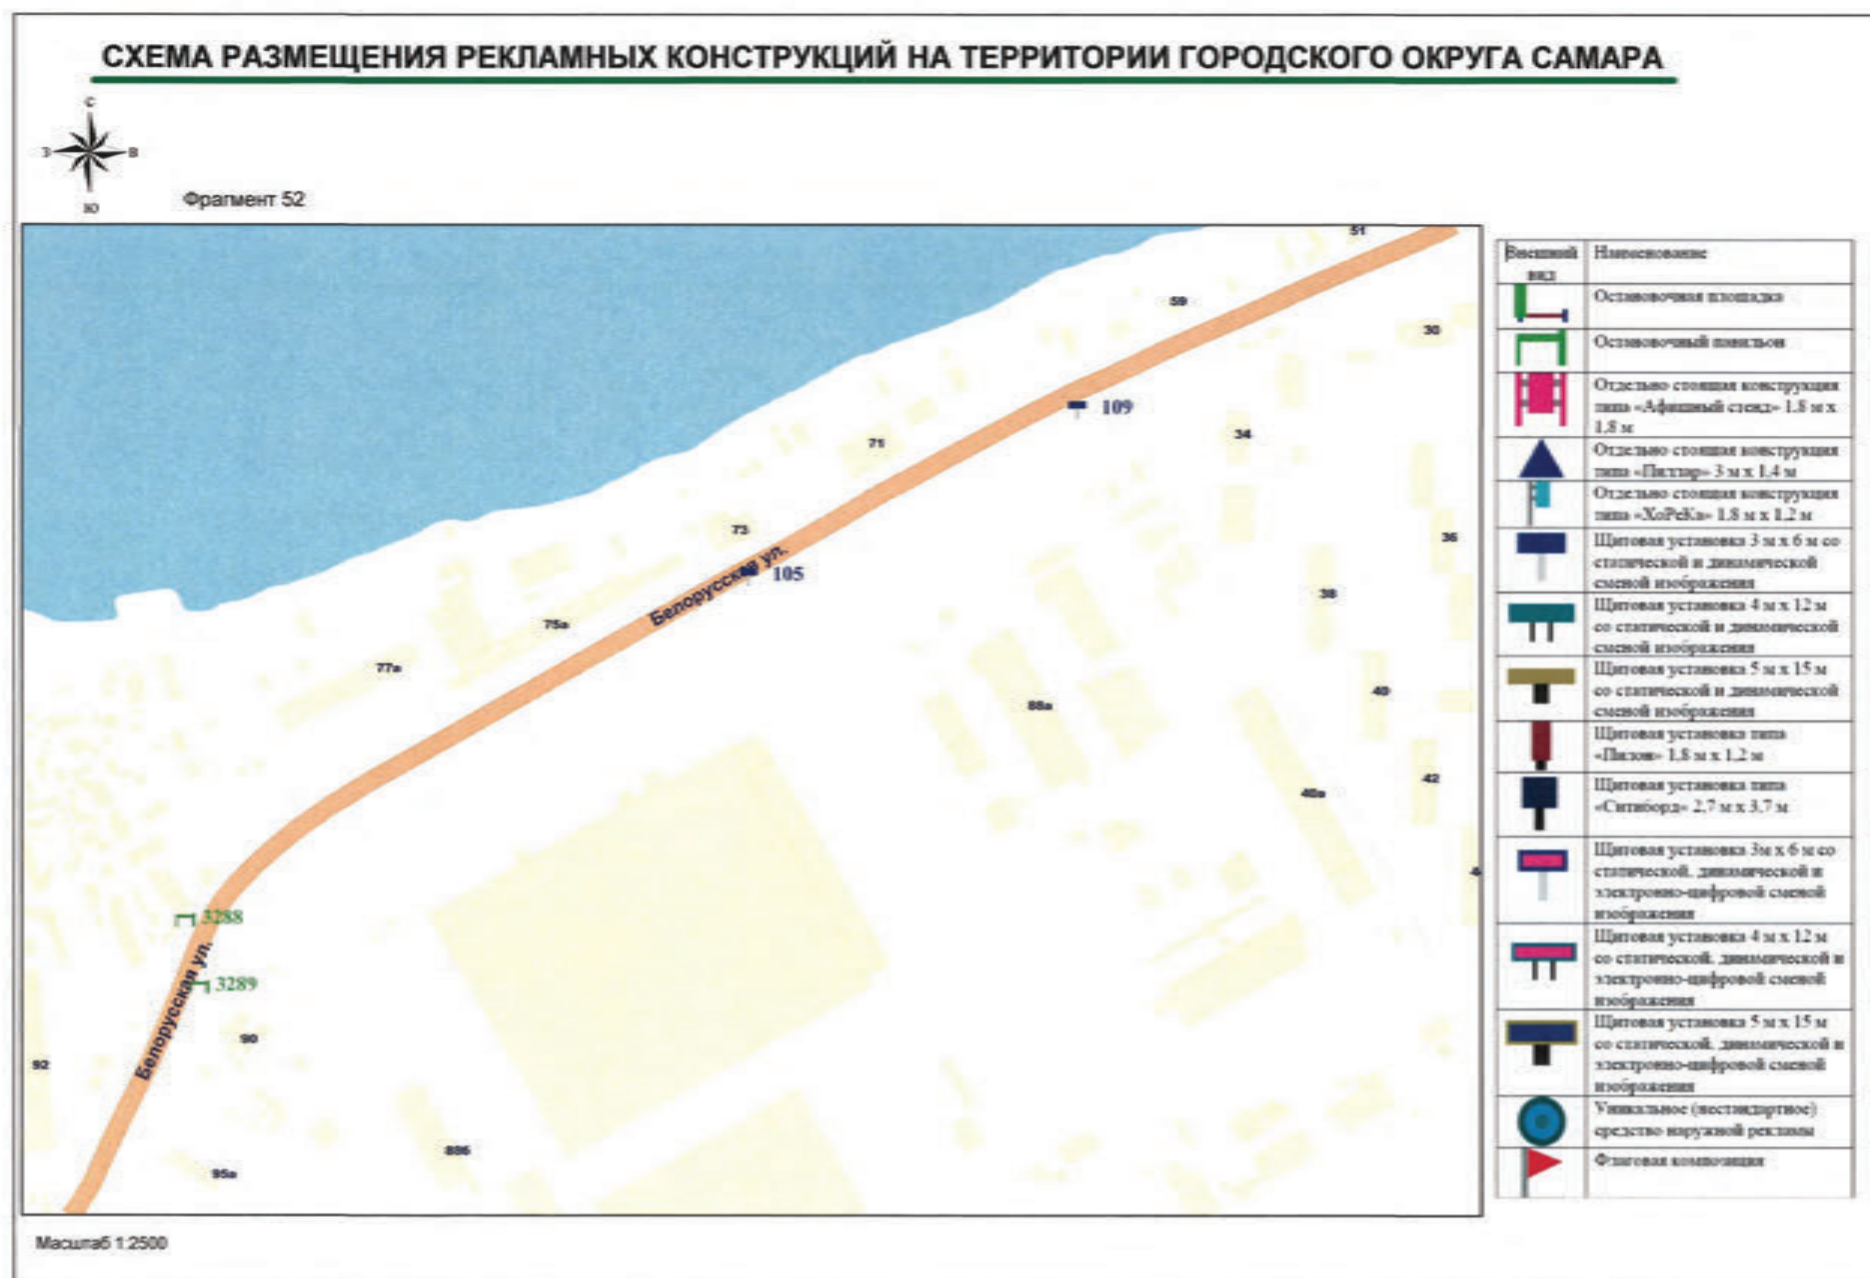 СХЕМА РАЗМЕЩЕНИЯ РЕКЛАМНЫХ КОНСТРУКЦИЙ НА ТЕРРИТОРИИ ГОРОДСКОГО ОКРУГА САМАРА
С
З
В
Ю
Фрагмент 52
51
59
30
109
71
34
73
36
Белорусская ул.
105
38
75а
77а
40
88а
42
40а
3288
Белорусская ул.
3289
90
92
88б
95а
Масштаб 1:2500
Внешний вид
Наименование
Остановочная площадка
Остановочный павильон
Отдельно стоящая конструкция
типа «Афишный стенд» 1,8 м х
1,8 м
Отдельно стоящая конструкция
типа «Пиллар» 3 м х 1,4 м
Отдельно стоящая конструкция
типа «ХоРеКа» 1,8 м х 1,2 м
Щитовая установка 3 м х 6 м со
статической и динамической
сменой изображения
Щитовая установка 4 м х 12 м
со статической и динамической
сменой изображения
Щитовая установка 5 м х 15 м
со статической и динамической
сменой изображения
Щитовая установка типа
«Пилон» 1,8 м х 1,2 м
Щитовая установка типа
«Ситиборд» 2,7 м х 3,7 м
Щитовая установка 3м х 6 м со
статической, динамической и
электронно-цифровой сменой
изображения
Щитовая установка 4 м х 12 м
со статической, динамической и
электронно-цифровой сменой
изображения
Щитовая установка 5 м х 15 м
со статической, динамической и
электронно-цифровой сменой
изображения
Уникальное (нестандартное)
средство наружной рекламы
Флаговая композиция